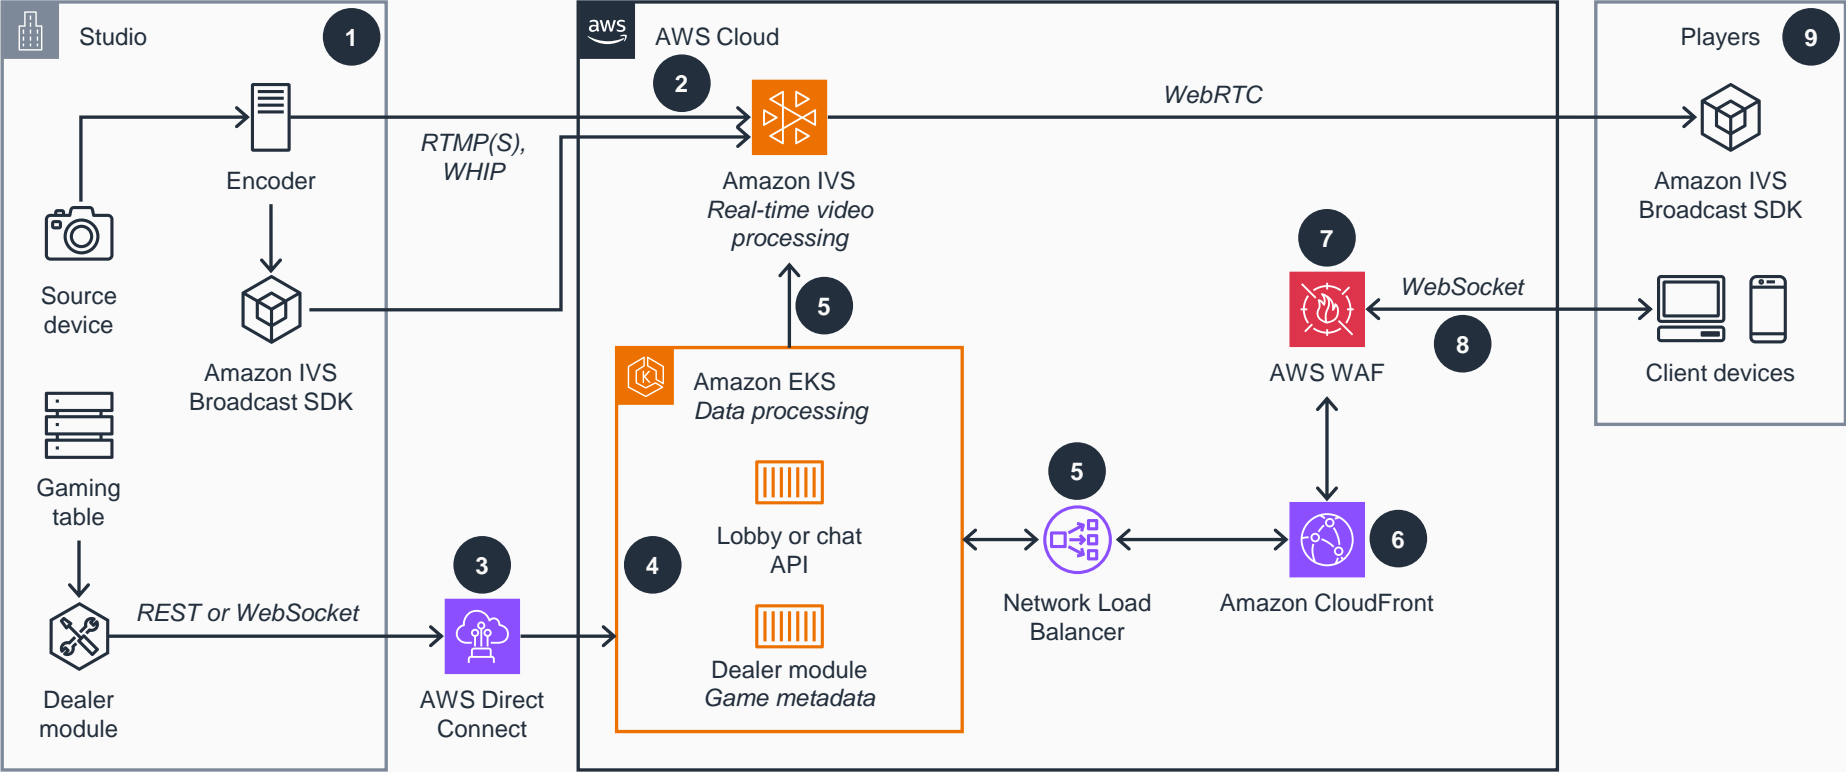 Studio
1
aws
AWS Cloud
2
Players
9
WebRTC
RTMP(S),
WHIP
Encoder
Amazon IVS
Real-time video
processing
Amazon IVS
Broadcast SDK
7
Source
device
5
WebSocket
8
Amazon IVS
Broadcast SDK
AWS WAF
Client devices
K
Amazon EKS
Data processing
Gaming
table
5
Lobby or chat
API
3
4
6
REST or WebSocket
Network Load
Balancer
Amazon CloudFront
Dealer
module
AWS Direct
Connect
Dealer module
Game metadata